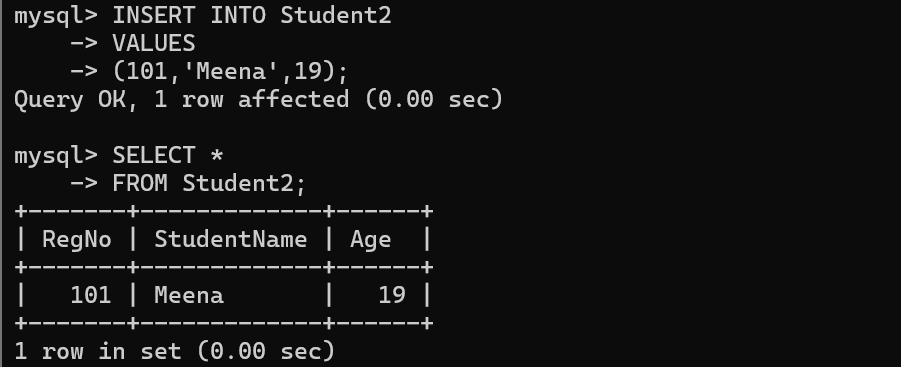 mysql> INSERT INTO Student2
    -> VALUES
    -> (101,'Meena',19);
Query OK, 1 row affected (0.00 sec)

mysql> SELECT *
    -> FROM Student2;
+-------+-------------+------+
| RegNo | StudentName | Age  |
+-------+-------------+------+
|   101 | Meena       |   19 |
+-------+-------------+------+
1 row in set (0.00 sec)